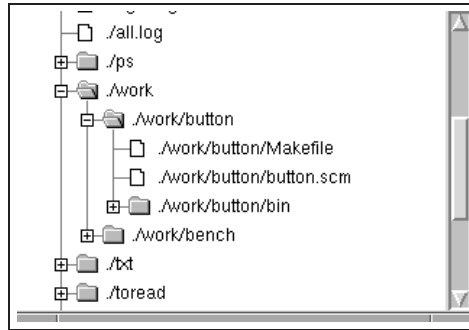 ./all.log
./ps
./work
./work/button
./work/button/Makefile
./work/button/button.scm
./work/button/bin
./work/bench
./txt
./toread